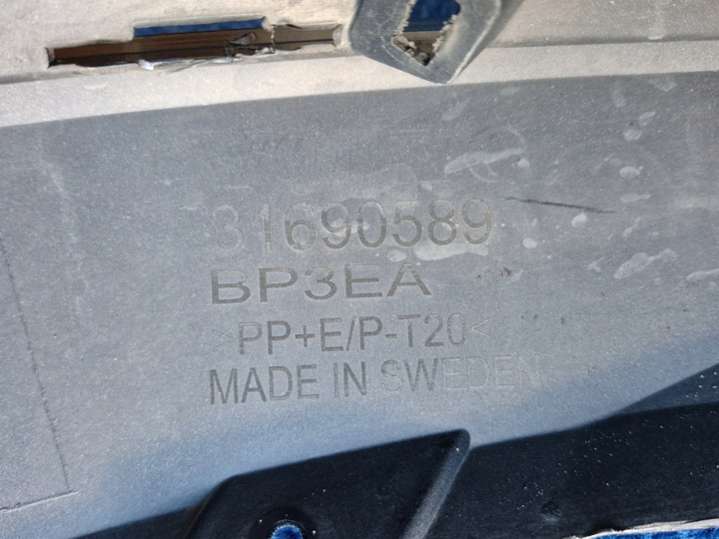 31690589
BP3EA
>PP+E/P-T20<
MADE IN SWEDEN